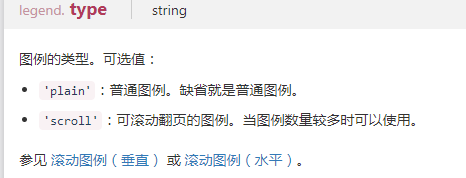 legend. type string
图例的类型。可选值：
'plain'：普通图例。缺省就是普通图例。
'scroll'：可滚动翻页的图例。当图例数量较多时可以使用。
参见 滚动图例（垂直） 或 滚动图例（水平）。